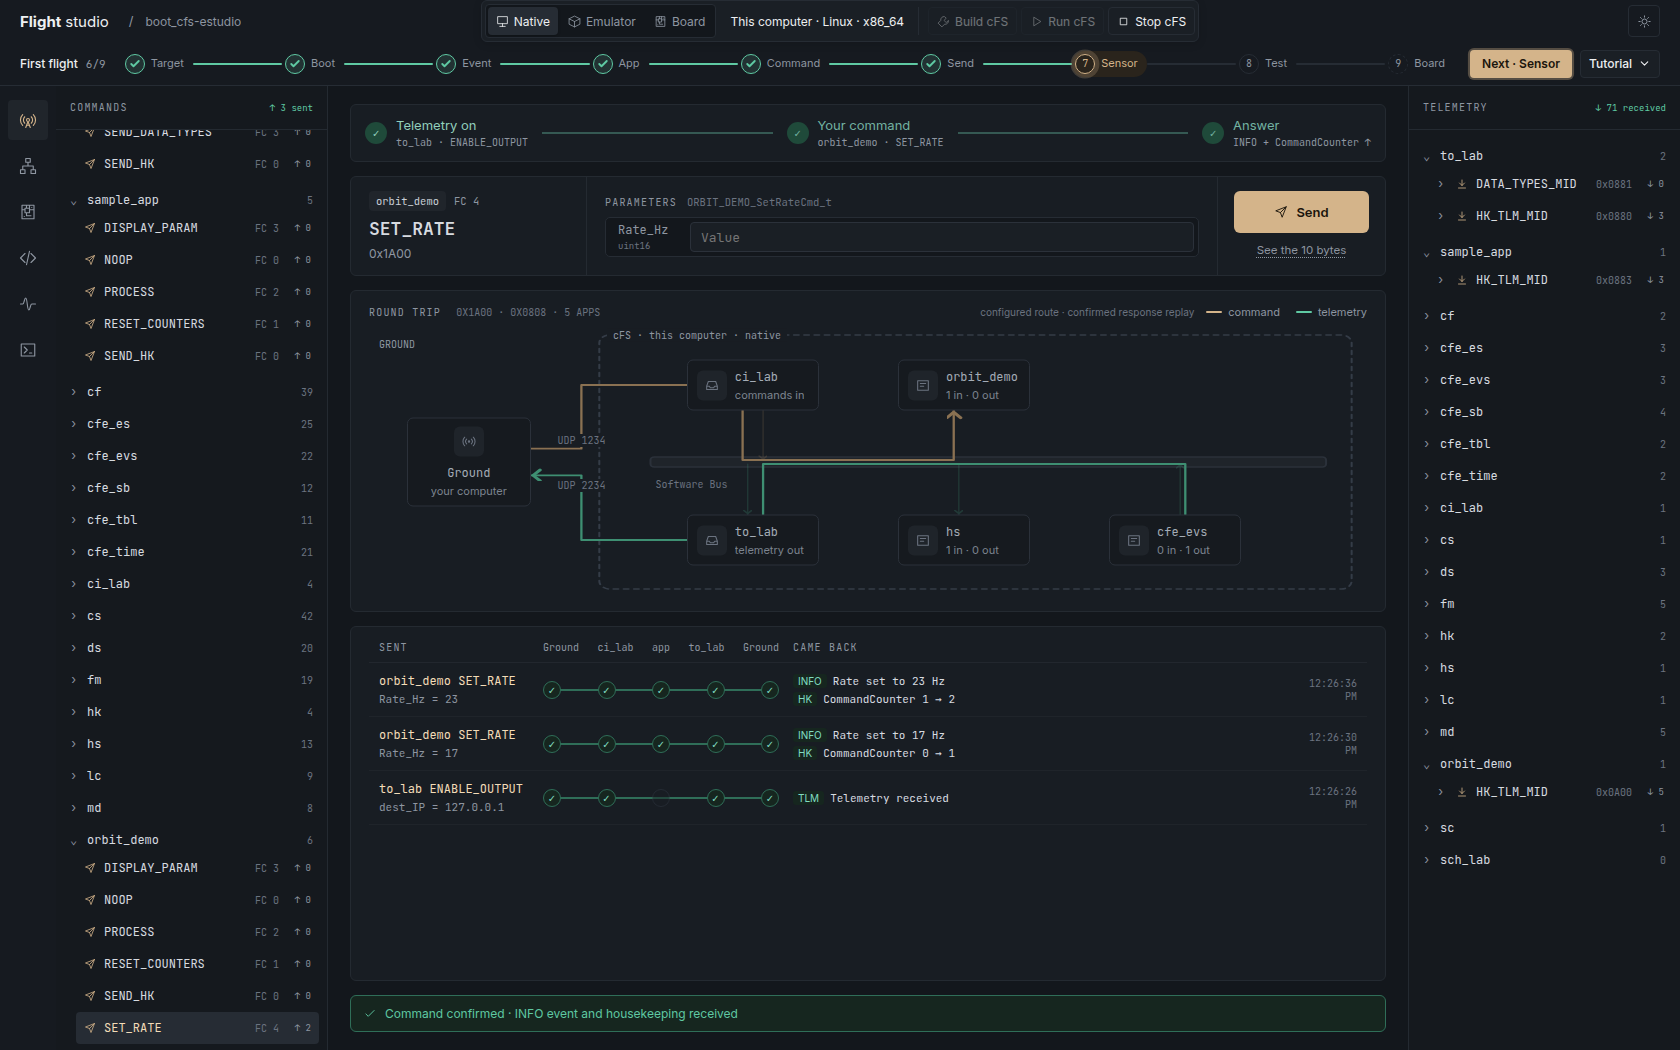 Flight studio / boot_cfs-estudio
Native Emulator Board This computer · Linux · x86_64 Build cFS Run cFS Stop cFS
First flight 6/9 Target Boot Event App Command Send 7 Sensor 8 Test 9 Board Next · Sensor Tutorial
COMMANDS ↑ 3 sent
SEND_DATA_TYPES FC 3 ↑ 0
SEND_HK FC 0 ↑ 0
sample_app 5
DISPLAY_PARAM FC 3 ↑ 0
NOOP FC 0 ↑ 0
PROCESS FC 2 ↑ 0
RESET_COUNTERS FC 1 ↑ 0
SEND_HK FC 0 ↑ 0
cf 39
cfe_es 25
cfe_evs 22
cfe_sb 12
cfe_tbl 11
cfe_time 21
ci_lab 4
cs 42
ds 20
fm 19
hk 4
hs 13
lc 9
md 8
orbit_demo 6
DISPLAY_PARAM FC 3 ↑ 0
NOOP FC 0 ↑ 0
PROCESS FC 2 ↑ 0
RESET_COUNTERS FC 1 ↑ 0
SEND_HK FC 0 ↑ 0
SET_RATE FC 4 ↑ 2
Telemetry on
to_lab · ENABLE_OUTPUT
Your command
orbit_demo · SET_RATE
Answer
INFO + CommandCounter ↑
orbit_demo FC 4
SET_RATE
0x1A00
PARAMETERS ORBIT_DEMO_SetRateCmd_t
Rate_Hz
uint16
Value
Send
See the 10 bytes
ROUND TRIP 0X1A00 · 0X0808 · 5 APPS
configured route · confirmed response replay command telemetry
GROUND
cFS · this computer · native
ci_lab
commands in
orbit_demo
1 in · 0 out
UDP 1234
Ground
your computer
UDP 2234
Software Bus
to_lab
telemetry out
hs
1 in · 0 out
cfe_evs
0 in · 1 out
SENT Ground ci_lab app to_lab Ground CAME BACK
orbit_demo SET_RATE
Rate_Hz = 23
INFO Rate set to 23 Hz
HK CommandCounter 1 → 2
12:26:36
PM
orbit_demo SET_RATE
Rate_Hz = 17
INFO Rate set to 17 Hz
HK CommandCounter 0 → 1
12:26:30
PM
to_lab ENABLE_OUTPUT
dest_IP = 127.0.0.1
TLM Telemetry received
12:26:26
PM
Command confirmed · INFO event and housekeeping received
TELEMETRY ↓ 71 received
to_lab 2
DATA_TYPES_MID 0x0881 ↓ 0
HK_TLM_MID 0x0880 ↓ 3
sample_app 1
HK_TLM_MID 0x0883 ↓ 3
cf 2
cfe_es 3
cfe_evs 3
cfe_sb 4
cfe_tbl 2
cfe_time 3
ci_lab 2
cs 1
ds 3
fm 5
hk 2
hs 1
lc 1
md 5
orbit_demo 1
HK_TLM_MID 0x0A00 ↓ 5
sc 1
sch_lab 0